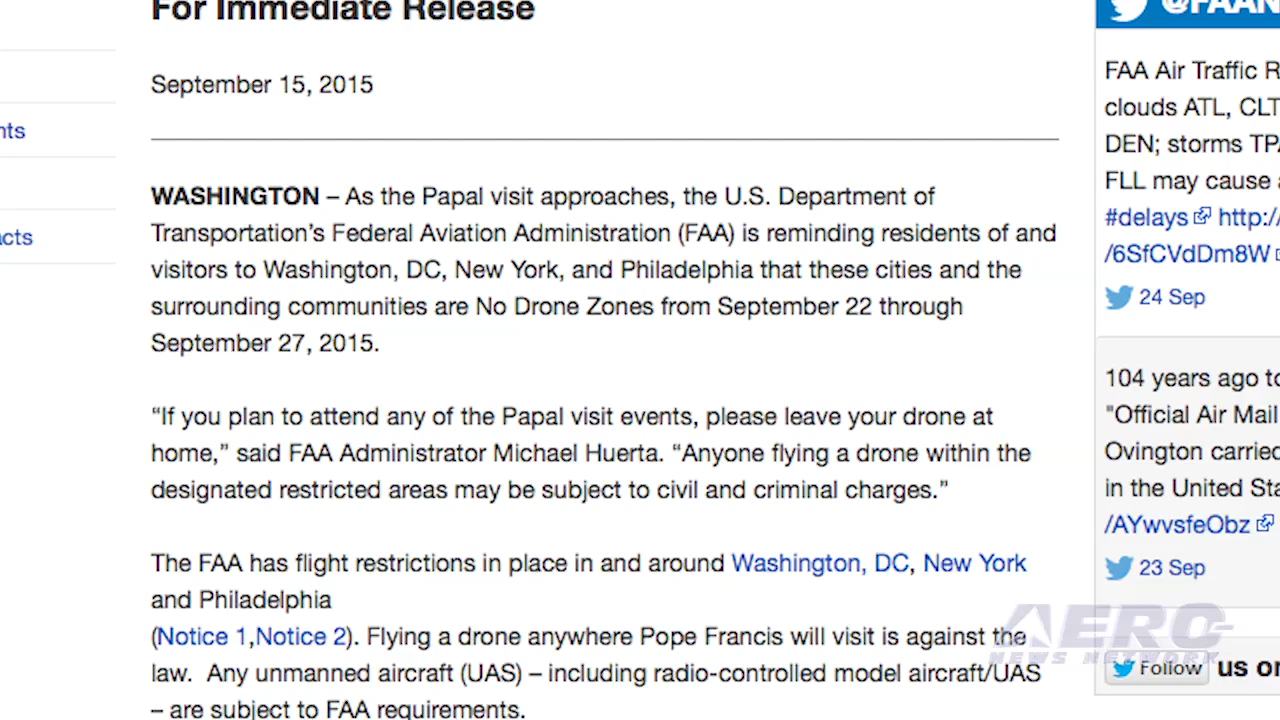 For Immediate Release
September 15, 2015
WASHINGTON – As the Papal visit approaches, the U.S. Department of
Transportation’s Federal Aviation Administration (FAA) is reminding residents of and
visitors to Washington, DC, New York, and Philadelphia that these cities and the
surrounding communities are No Drone Zones from September 22 through
September 27, 2015.
“If you plan to attend any of the Papal visit events, please leave your drone at
home,” said FAA Administrator Michael Huerta. “Anyone flying a drone within the
designated restricted areas may be subject to civil and criminal charges.”
The FAA has flight restrictions in place in and around Washington, DC, New York
and Philadelphia
(Notice 1,Notice 2). Flying a drone anywhere Pope Francis will visit is against the
law. Any unmanned aircraft (UAS) – including radio-controlled model aircraft/UAS
– are subject to FAA requirements.
nts
acts
@FAAN
FAA Air Traffic R
clouds ATL, CLT
DEN; storms TPA
FLL may cause
#delays http:/
/6SfCVdDm8W
24 Sep
104 years ago to
"Official Air Mail
Ovington carried
in the United Sta
/AYwvsfeObz
23 Sep
Follow us on
AERO
NEWS NETWORK